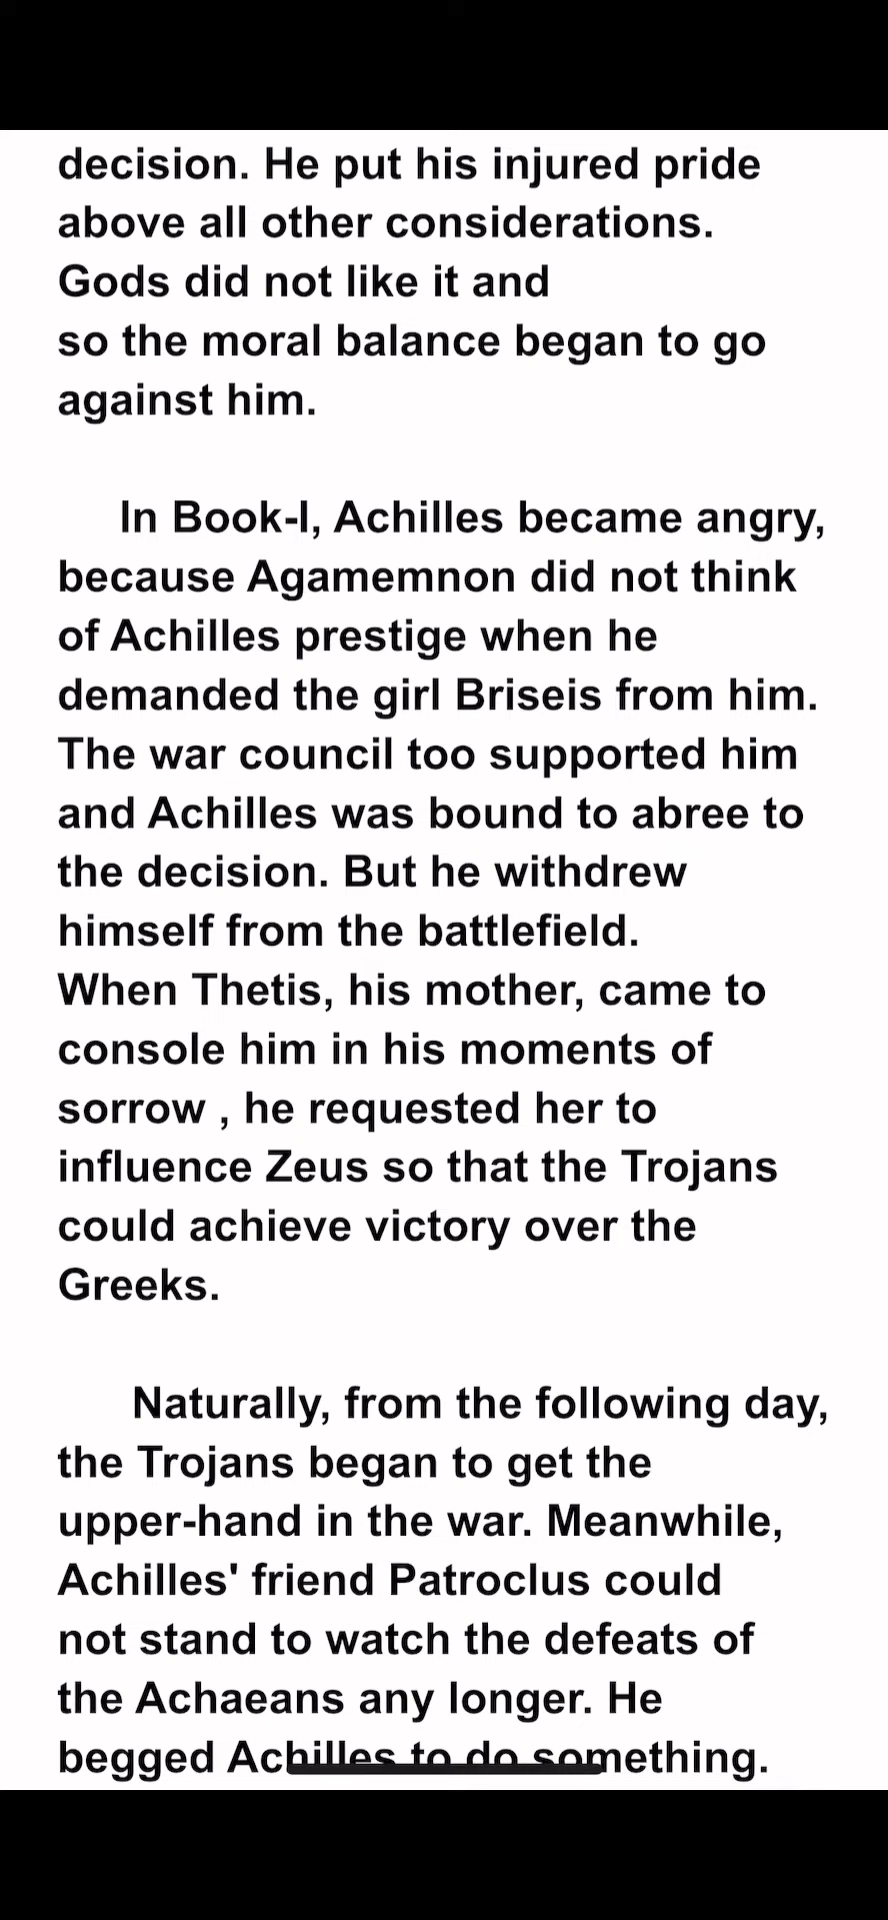 decision. He put his injured pride
above all other considerations.
Gods did not like it and
so the moral balance began to go
against him.
In Book-I, Achilles became angry,
because Agamemnon did not think
of Achilles prestige when he
demanded the girl Briseis from him.
The war council too supported him
and Achilles was bound to abree to
the decision. But he withdrew
himself from the battlefield.
When Thetis, his mother, came to
console him in his moments of
sorrow , he requested her to
influence Zeus so that the Trojans
could achieve victory over the
Greeks.
Naturally, from the following day,
the Trojans began to get the
upper-hand in the war. Meanwhile,
Achilles' friend Patroclus could
not stand to watch the defeats of
the Achaeans any longer. He
begged Achilles to do something.